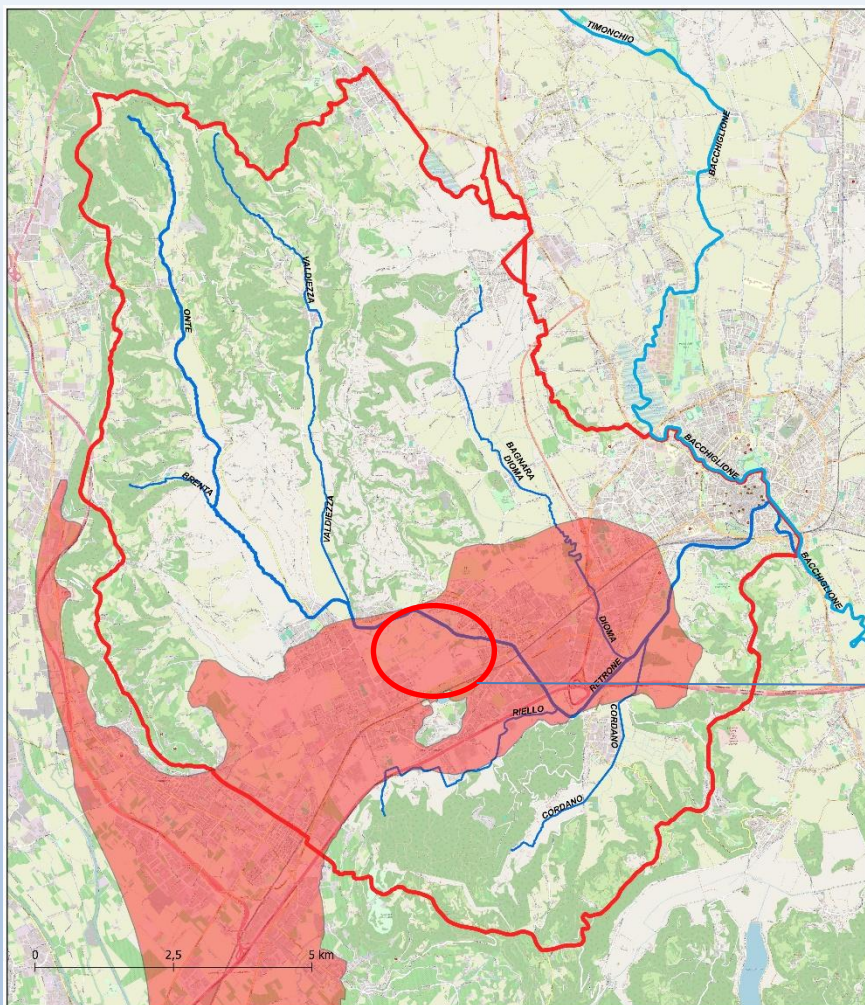 TIMONCHIO
BACCHIGLIONE
VALDIEZZA
ONTE
BACCHIGLIONE
BAGNARA
DIOMA
BRENTA
VALDIEZZA
BACCHIGLIONE
DIOMA
RETRONE
RIELLO
CORDANO
CORDANO
0 2,5 5 km